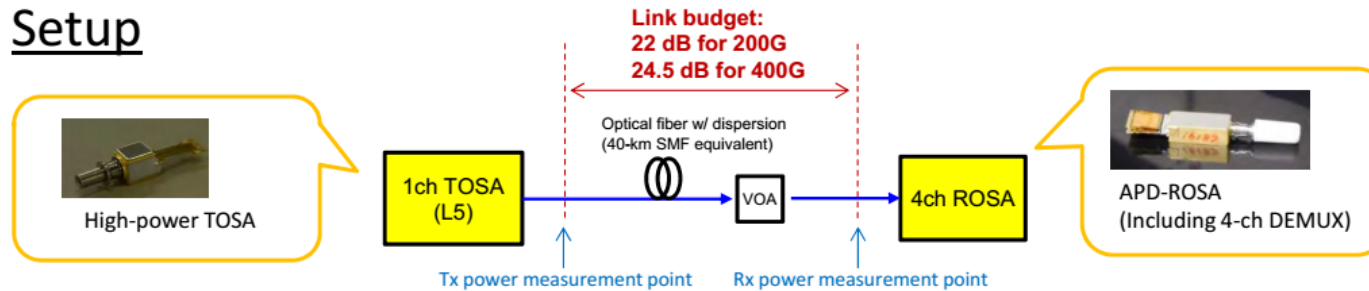 Setup
Link budget:
22 dB for 200G
24.5 dB for 400G
High-power TOSA
1ch TOSA
(L5)
Optical fiber w/ dispersion
(40-km SMF equivalent)
VOA
4ch ROSA
APD-ROSA
(Including 4-ch DEMUX)
Tx power measurement point
Rx power measurement point